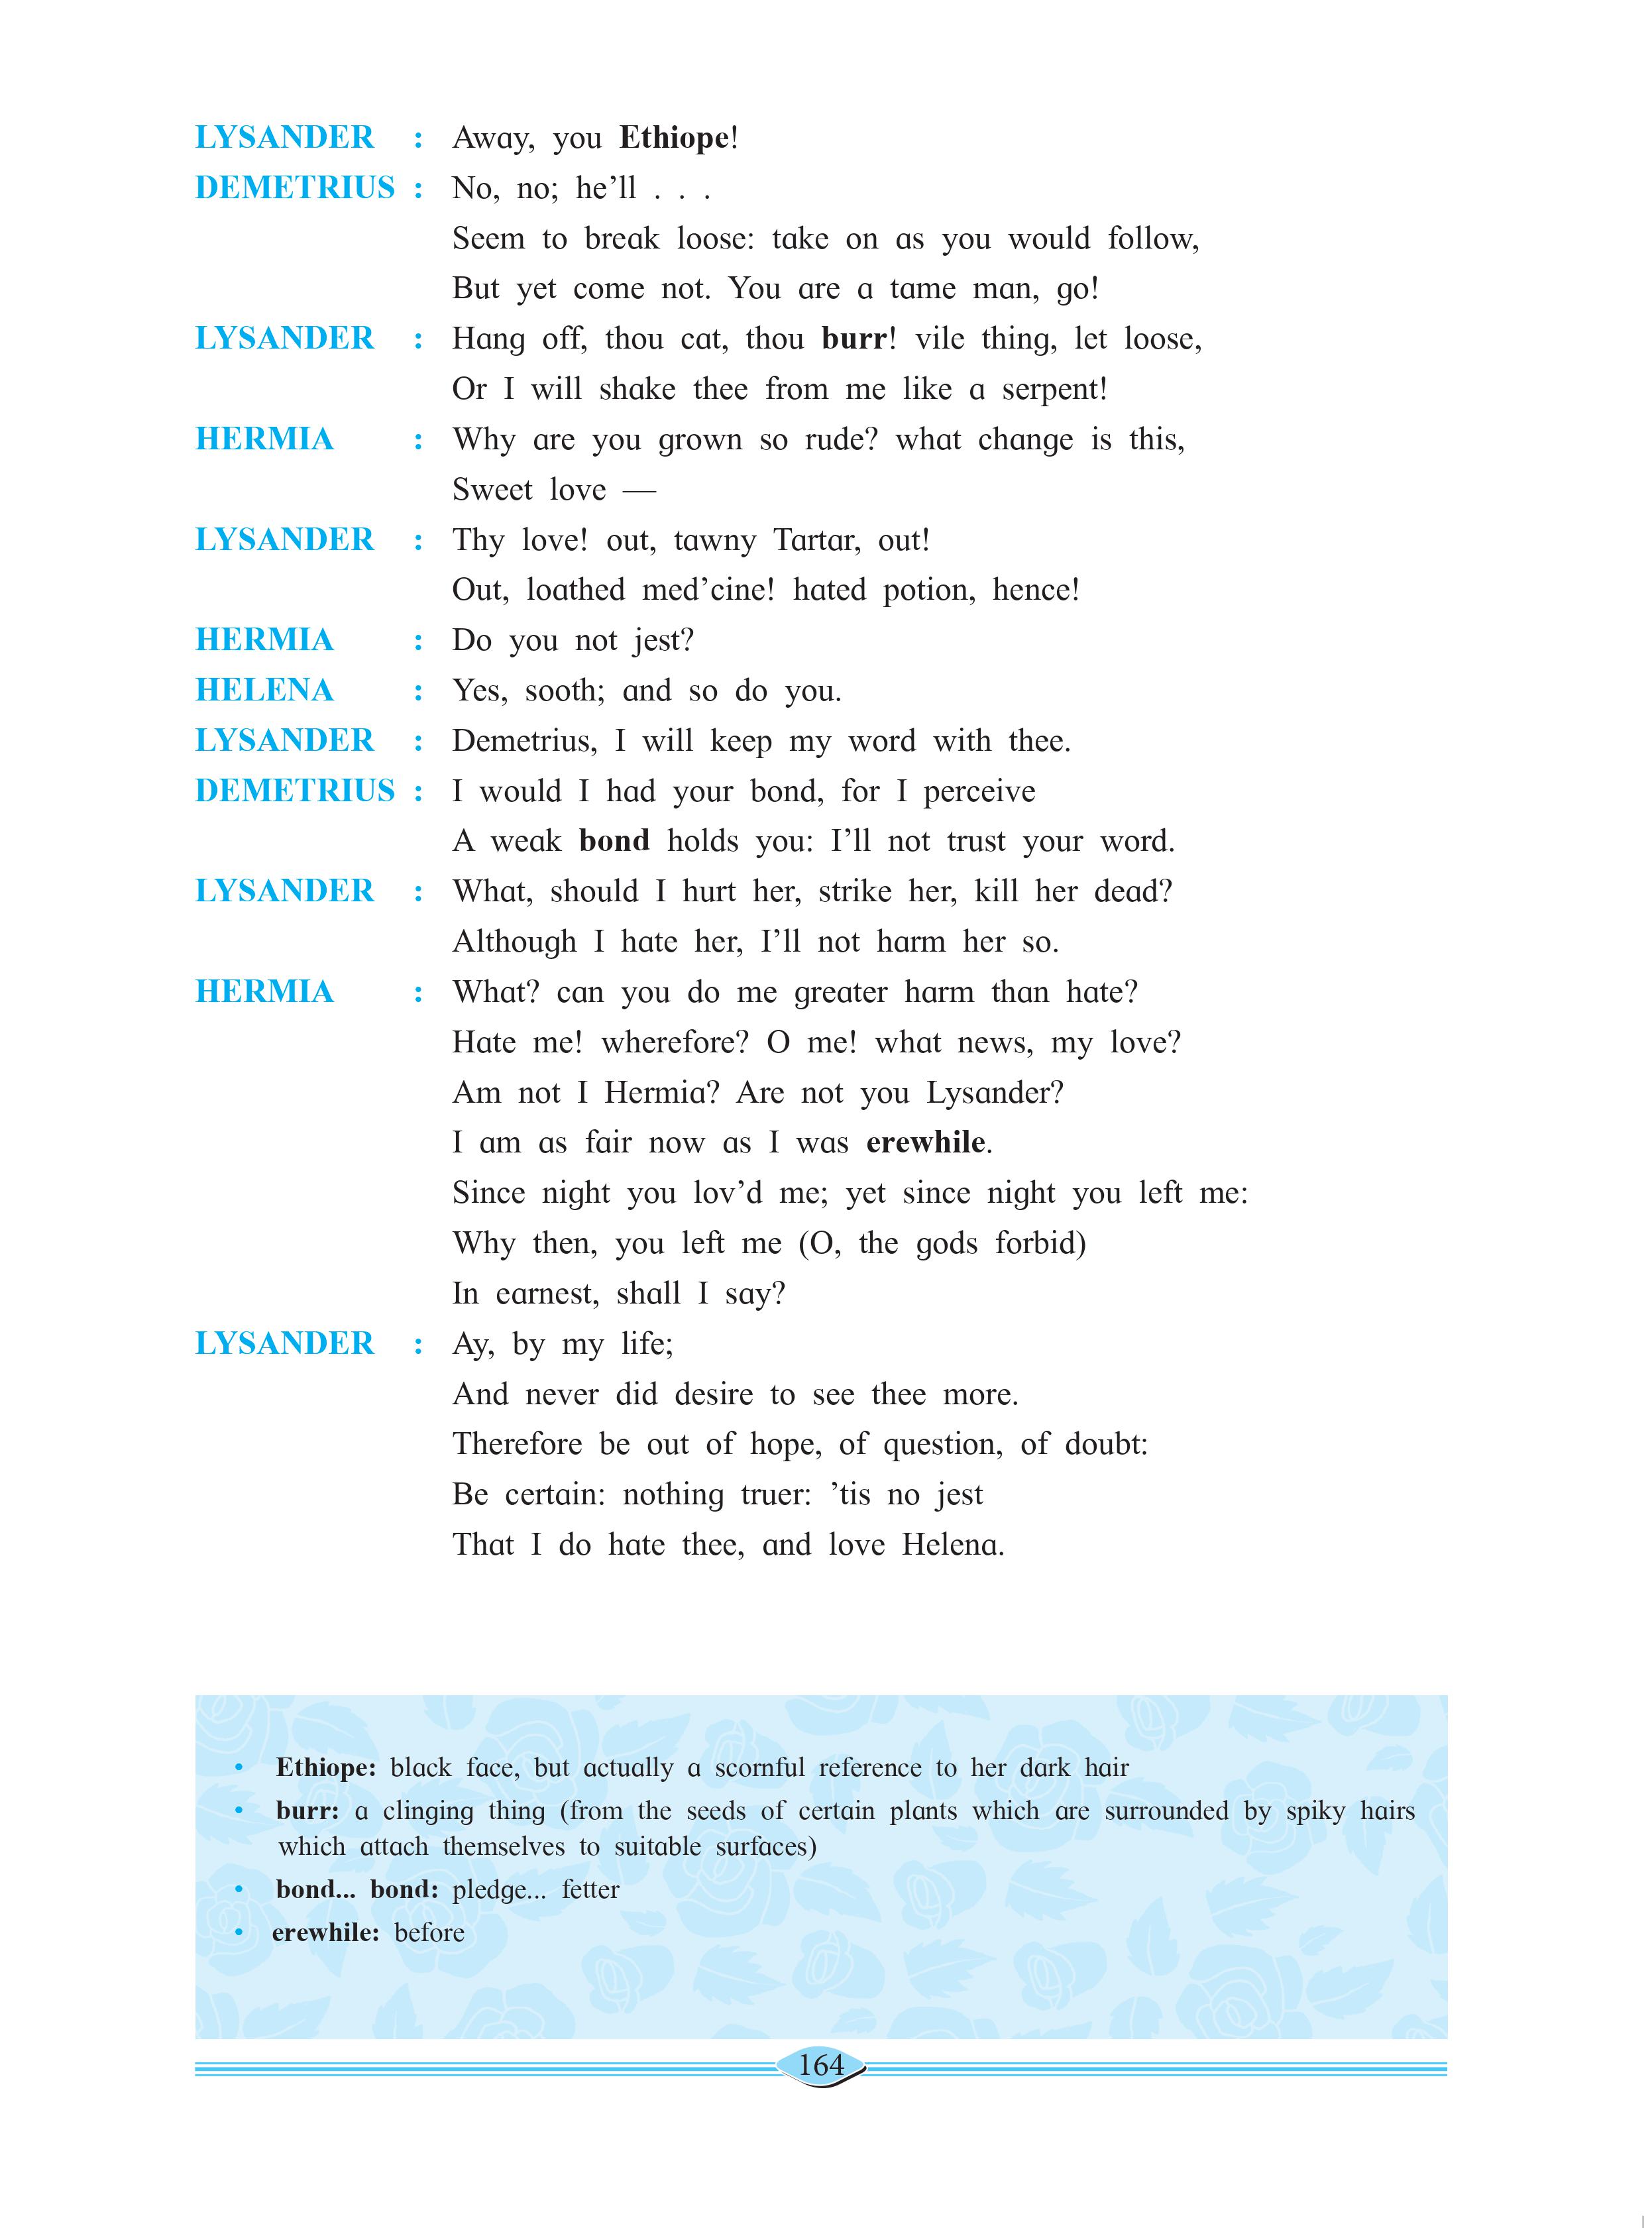 LYSANDER : Away, you Ethiope!
DEMETRIUS : No, no; he’ll . . .
Seem to break loose: take on as you would follow,
But yet come not. You are a tame man, go!
LYSANDER : Hang off, thou cat, thou burr! vile thing, let loose,
Or I will shake thee from me like a serpent!
HERMIA : Why are you grown so rude? what change is this,
Sweet love —
LYSANDER : Thy love! out, tawny Tartar, out!
Out, loathed med’cine! hated potion, hence!
HERMIA : Do you not jest?
HELENA : Yes, sooth; and so do you.
LYSANDER : Demetrius, I will keep my word with thee.
DEMETRIUS : I would I had your bond, for I perceive
A weak bond holds you: I’ll not trust your word.
LYSANDER : What, should I hurt her, strike her, kill her dead?
Although I hate her, I’ll not harm her so.
HERMIA : What? can you do me greater harm than hate?
Hate me! wherefore? O me! what news, my love?
Am not I Hermia? Are not you Lysander?
I am as fair now as I was erewhile.
Since night you lov’d me; yet since night you left me:
Why then, you left me (O, the gods forbid)
In earnest, shall I say?
LYSANDER : Ay, by my life;
And never did desire to see thee more.
Therefore be out of hope, of question, of doubt:
Be certain: nothing truer: ’tis no jest
That I do hate thee, and love Helena.
• Ethiope: black face, but actually a scornful reference to her dark hair
• burr: a clinging thing (from the seeds of certain plants which are surrounded by spiky hairs
which attach themselves to suitable surfaces)
• bond... bond: pledge... fetter
• erewhile: before
164